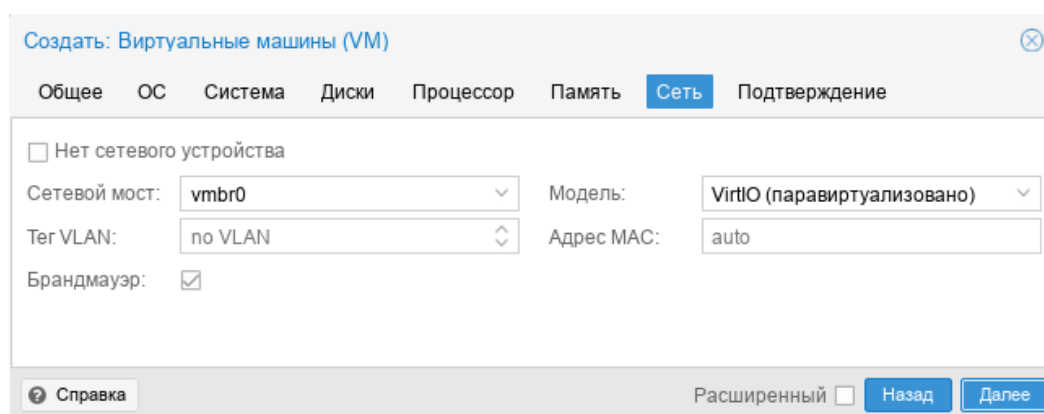 Создать: Виртуальные машины (VM)
Общее ОС Система Диски Процессор Память Сеть Подтверждение
Нет сетевого устройства
Сетевой мост: vmbr0 Модель: VirtIO (паравиртуализовано)
Тег VLAN: no VLAN Адрес MAC: auto
Брандмауэр:
Справка Расширенный Назад Далее